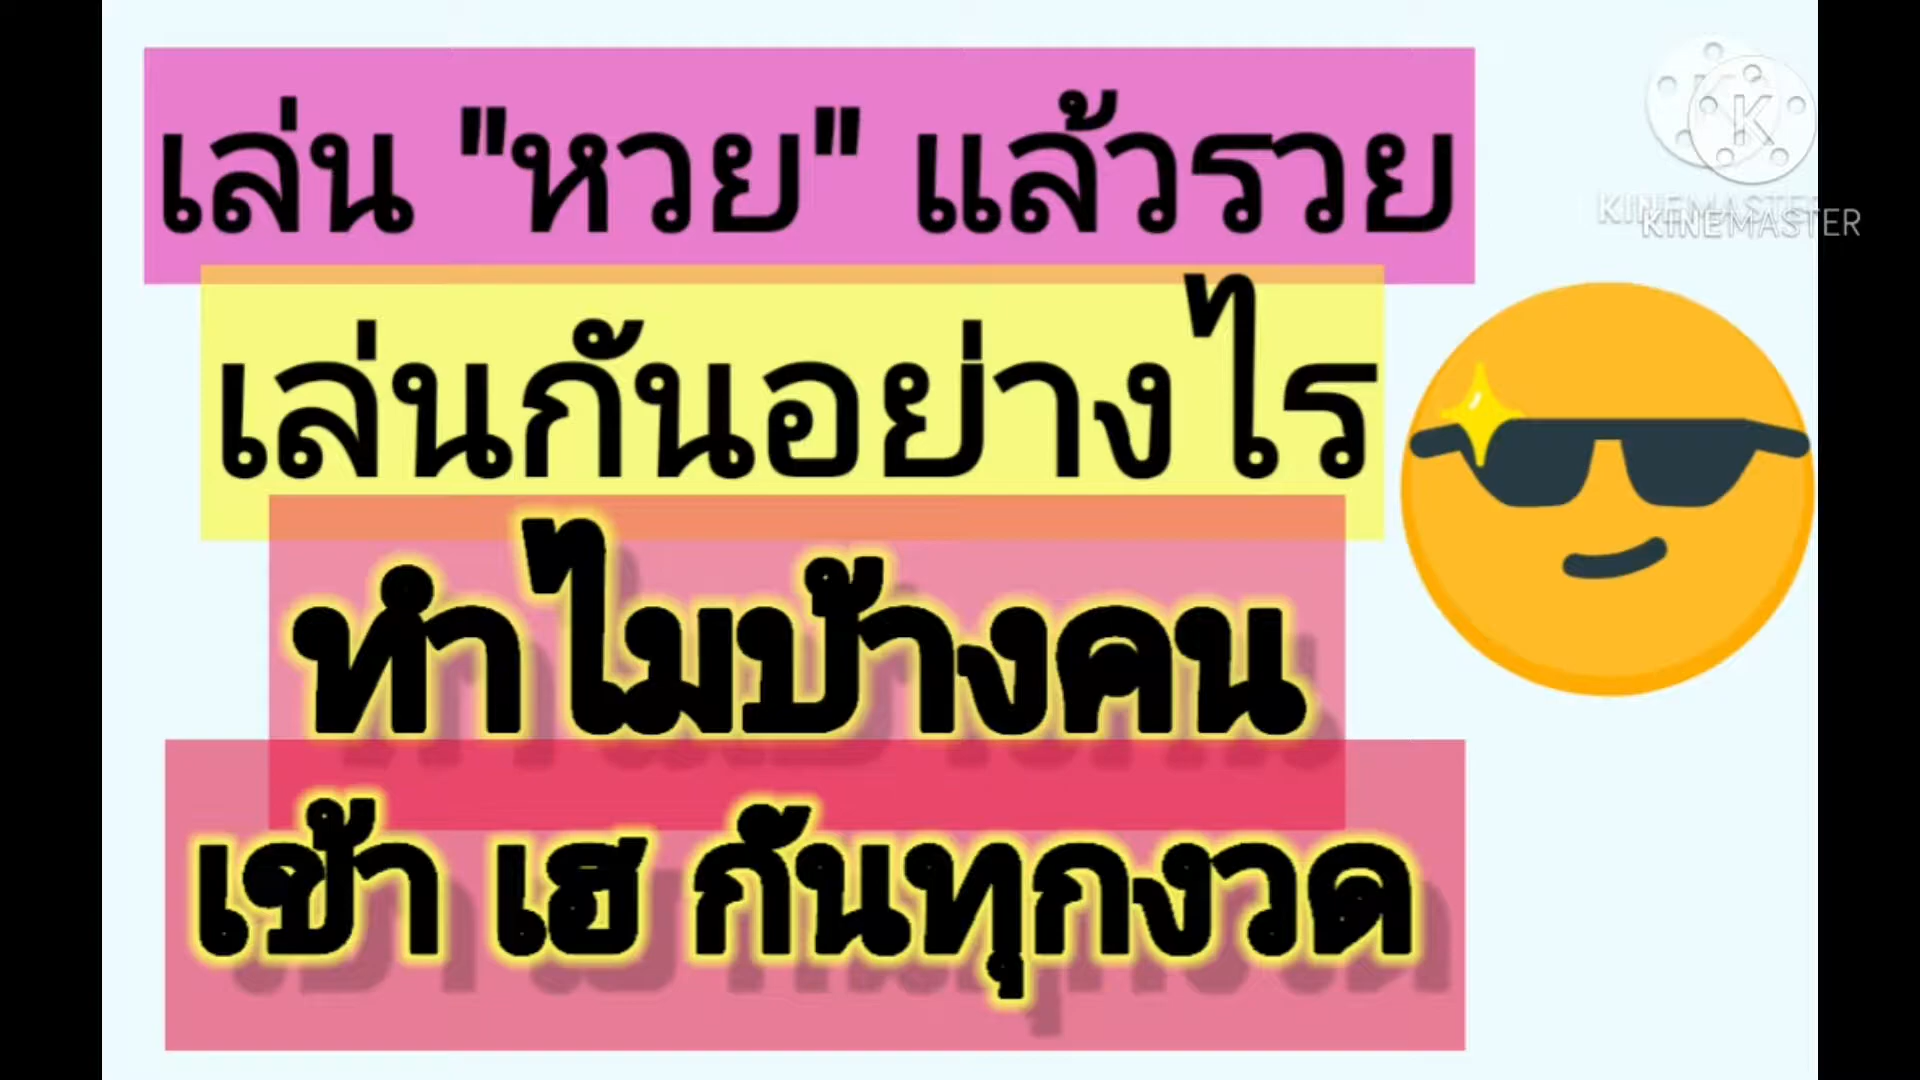 เล่น "หวย" แล้วรวย
เล่นกันอย่างไร
ทำไมบ้างคน
เข้า เฮ กันทุกงวด
KINEMASTER
KINEMASTER